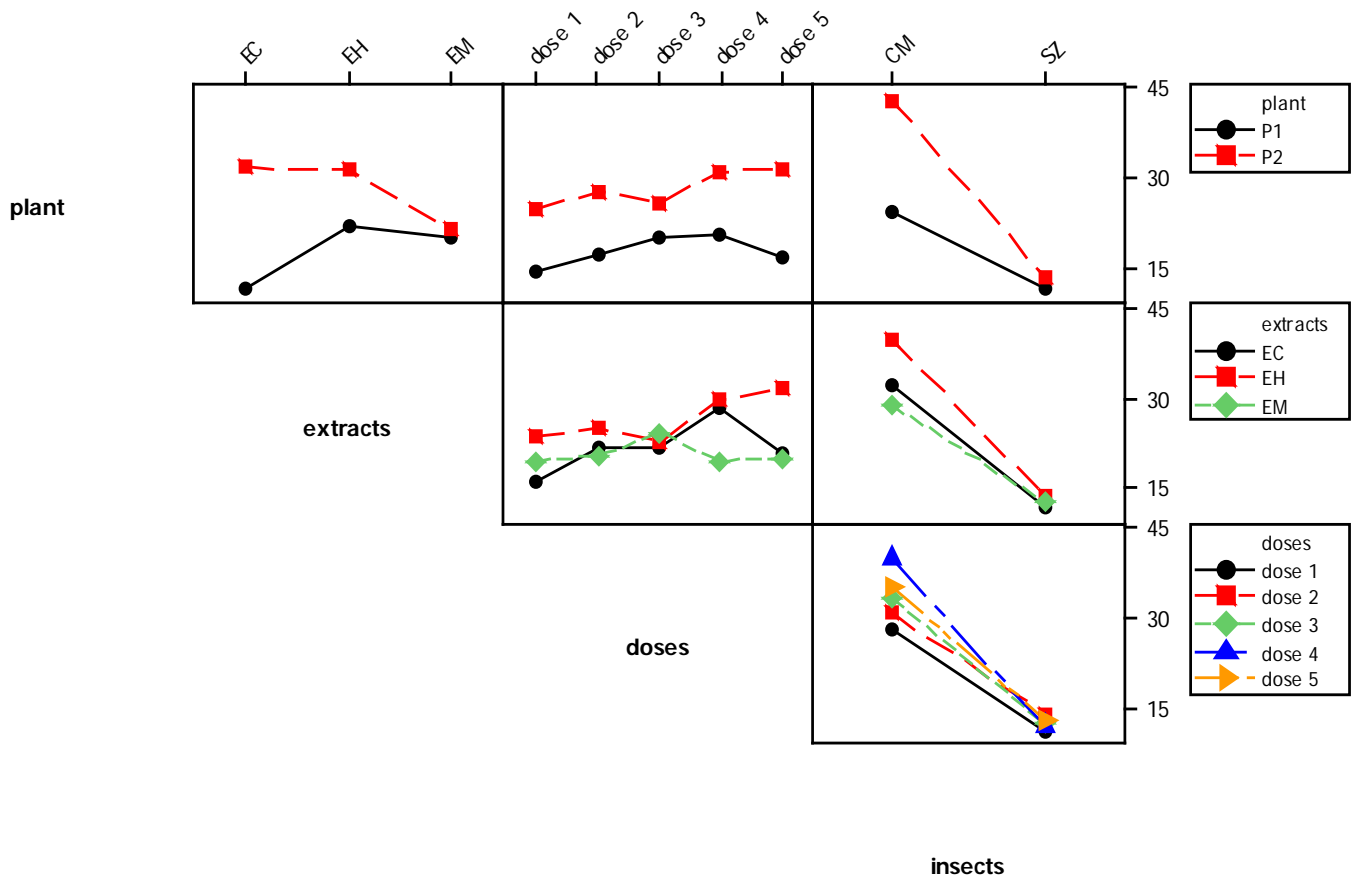 EC EH EM dose 1 dose 2 dose 3 dose 4 dose 5 CM SZ
45
30
15
plant
plant
P1
P2
45
30
15
extracts
extracts
EC
EH
EM
45
30
15
doses
doses
dose 1
dose 2
dose 3
dose 4
dose 5
insects